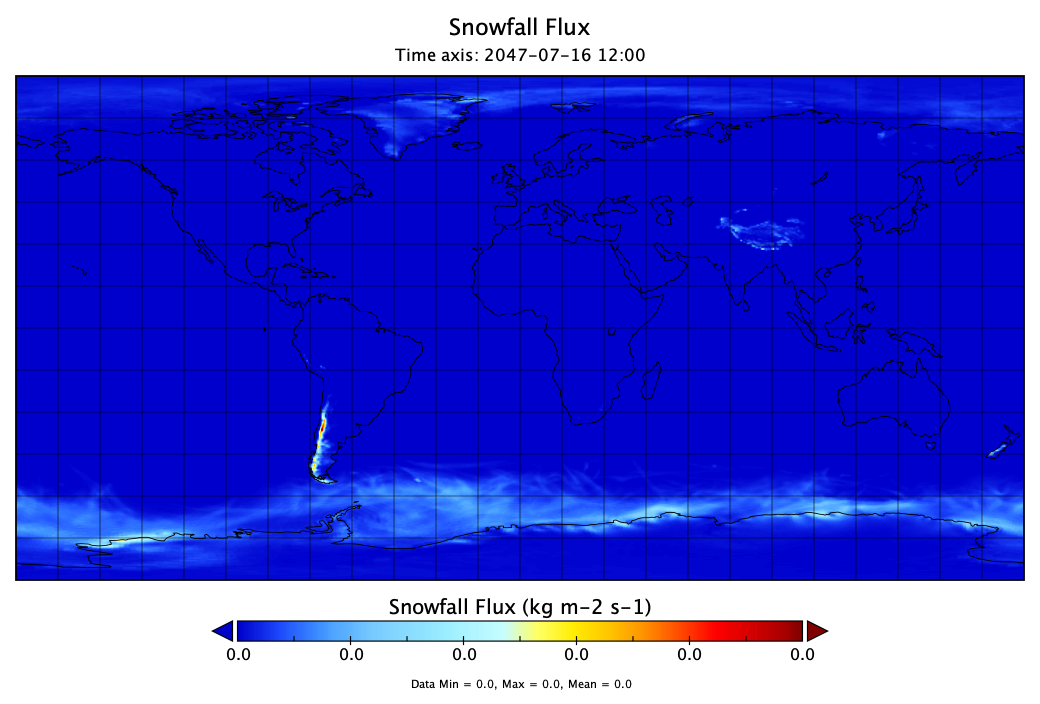 Snowfall Flux
Time axis: 2047-07-16 12:00
Snowfall Flux (kg m-2 s-1)
0.0 0.0 0.0 0.0 0.0 0.0
Data Min = 0.0, Max = 0.0, Mean = 0.0